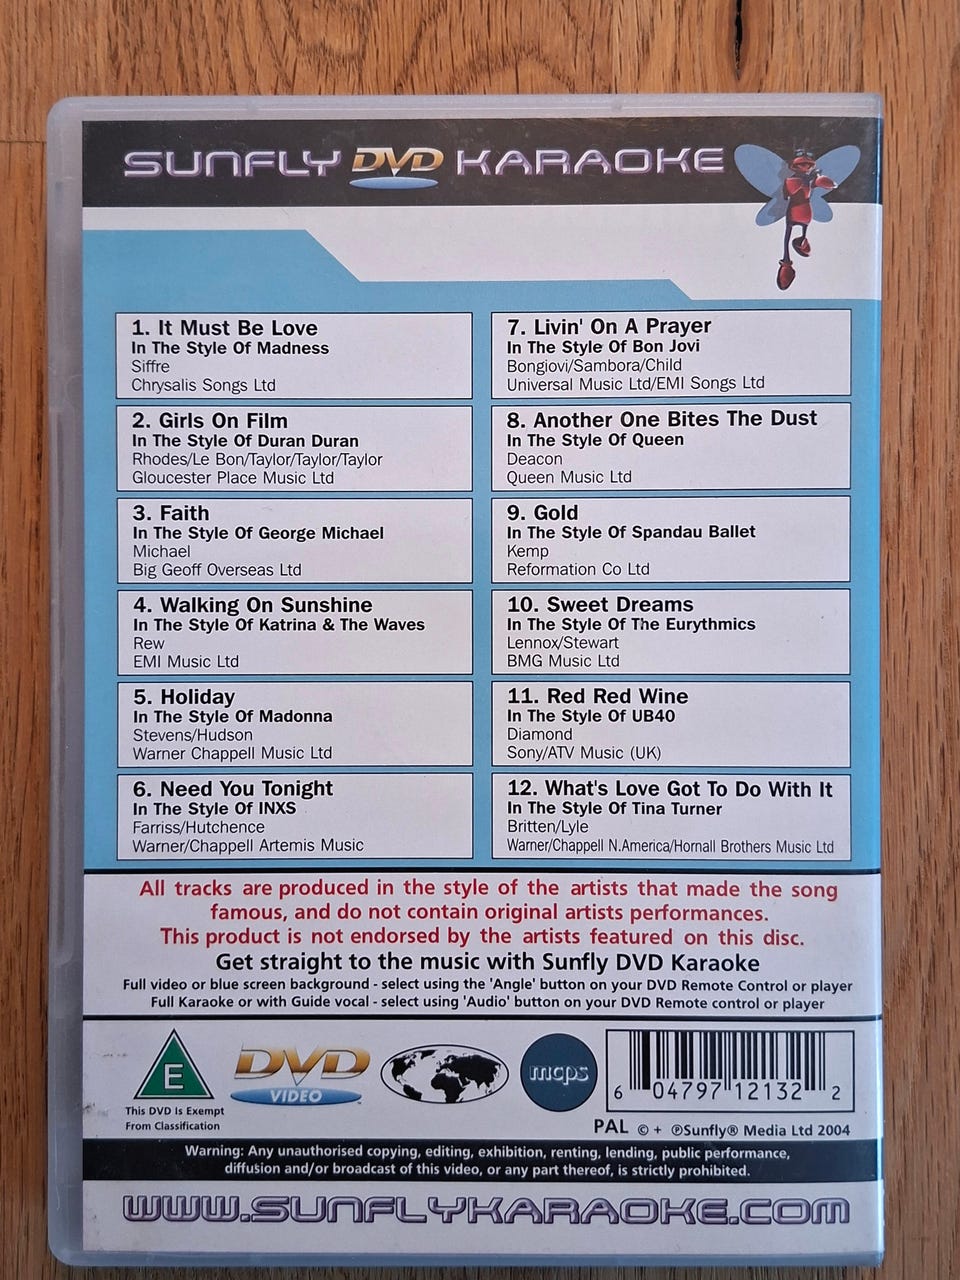 SUNFLY DVD KARAOKE
1. It Must Be Love
In The Style Of Madness
Siffre
Chrysalis Songs Ltd
2. Girls On Film
In The Style Of Duran Duran
Rhodes/Le Bon/Taylor/Taylor/Taylor
Gloucester Place Music Ltd
3. Faith
In The Style Of George Michael
Michael
Big Geoff Overseas Ltd
4. Walking On Sunshine
In The Style Of Katrina & The Waves
Rew
EMI Music Ltd
5. Holiday
In The Style Of Madonna
Stevens/Hudson
Warner Chappell Music Ltd
6. Need You Tonight
In The Style Of INXS
Farriss/Hutchence
Warner/Chappell Artemis Music
7. Livin' On A Prayer
In The Style Of Bon Jovi
Bongiovi/Sambora/Child
Universal Music Ltd/EMI Songs Ltd
8. Another One Bites The Dust
In The Style Of Queen
Deacon
Queen Music Ltd
9. Gold
In The Style Of Spandau Ballet
Kemp
Reformation Co Ltd
10. Sweet Dreams
In The Style Of The Eurythmics
Lennox/Stewart
BMG Music Ltd
11. Red Red Wine
In The Style Of UB40
Diamond
Sony/ATV Music (UK)
12. What's Love Got To Do With It
In The Style Of Tina Turner
Britten/Lyle
Warner/Chappell N.America/Hornall Brothers Music Ltd
All tracks are produced in the style of the artists that made the song
famous, and do not contain original artists performances.
This product is not endorsed by the artists featured on this disc.
Get straight to the music with Sunfly DVD Karaoke
Full video or blue screen background - select using the 'Angle' button on your DVD Remote Control or player
Full Karaoke or with Guide vocal - select using 'Audio' button on your DVD Remote control or player
E
This DVD Is Exempt
From Classification
DVD
VIDEO
mcps
6 04797 12132 2
PAL © + ℗Sunfly® Media Ltd 2004
Warning: Any unauthorised copying, editing, exhibition, renting, lending, public performance,
diffusion and/or broadcast of this video, or any part thereof, is strictly prohibited.
WWW.SUNFLYKARAOKE.COM